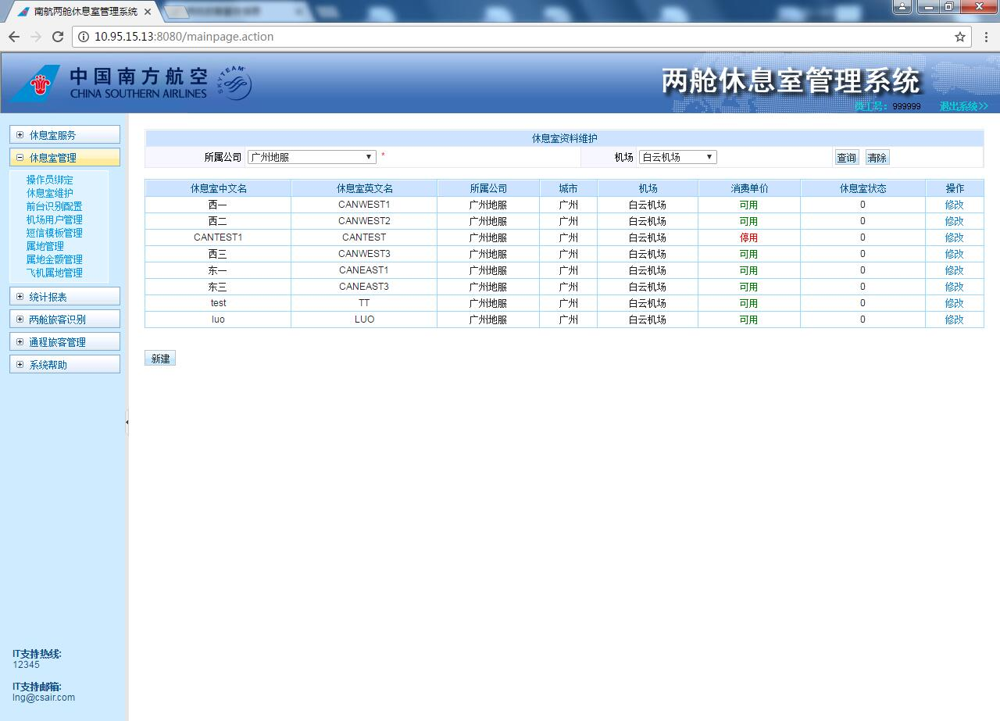 南航两舱休息室管理系统
10.95.15.13:8080/mainpage.action
中国南方航空
CHINA SOUTHERN AIRLINES
SKYTEAM
两舱休息室管理系统
员工号: 999999 退出系统>>
休息室服务
休息室管理
操作员绑定
休息室维护
前台识别配置
机场用户管理
短信模板管理
属地管理
属地金额管理
飞机属地管理
统计报表
两舱旅客识别
通程旅客管理
系统帮助
IT支持热线:
12345
IT支持邮箱:
lng@csair.com
休息室资料维护
所属公司 广州地服 * 机场 白云机场 查询 清除
休息室中文名 休息室英文名 所属公司 城市 机场 消费单价 休息室状态 操作
西一 CANWEST1 广州地服 广州 白云机场 可用 0 修改
西二 CANWEST2 广州地服 广州 白云机场 可用 0 修改
CANTEST1 CANTEST 广州地服 广州 白云机场 停用 0 修改
西三 CANWEST3 广州地服 广州 白云机场 可用 0 修改
东一 CANEAST1 广州地服 广州 白云机场 可用 0 修改
东三 CANEAST3 广州地服 广州 白云机场 可用 0 修改
test TT 广州地服 广州 白云机场 可用 0 修改
luo LUO 广州地服 广州 白云机场 可用 0 修改
新建